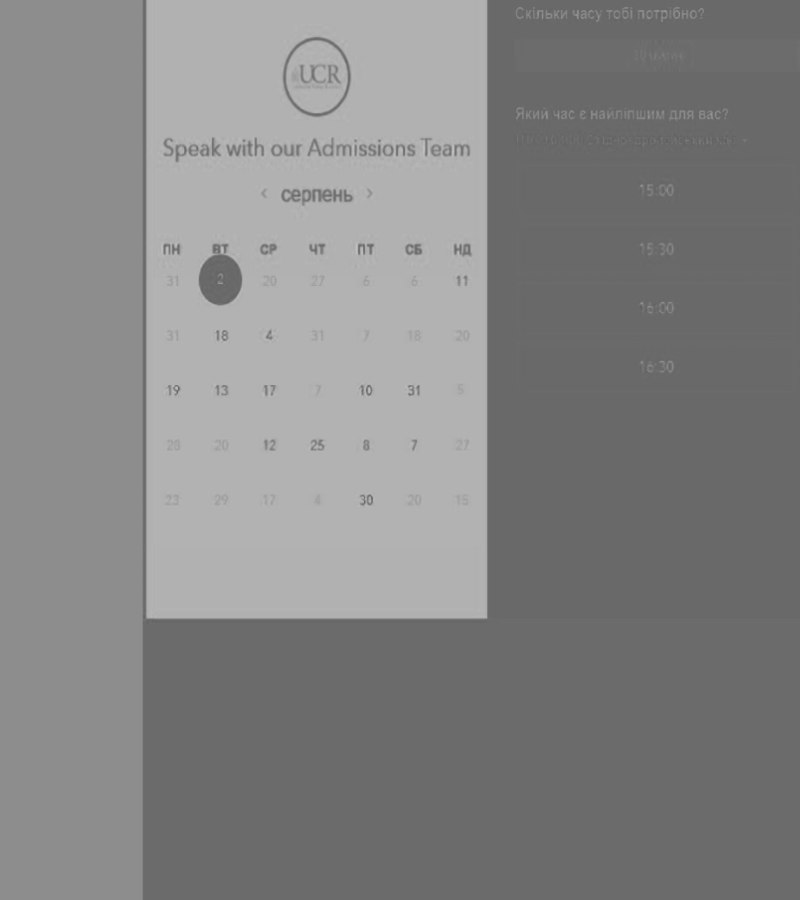 UCR
Speak with our Admissions Team
‹ серпень ›
ПН ВТ СР ЧТ ПТ СБ НД
31 2 20 27 6 6 11
31 18 4 31 7 18 20
19 13 17 7 10 31 5
28 20 12 25 8 7 27
23 29 17 4 30 20 15
Скільки часу тобі потрібно?
Який час є найліпшим для вас?
15:00
15:30
16:00
16:30